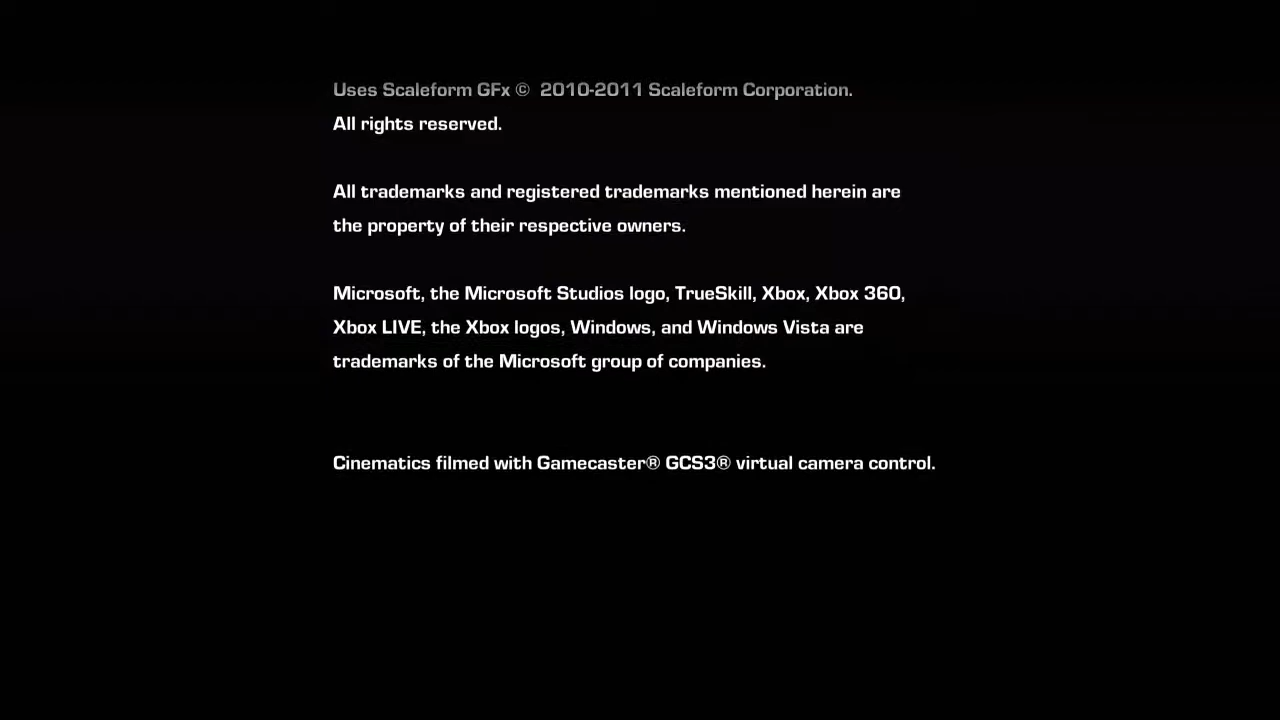 Uses Scaleform GFx ©  2010-2011 Scaleform Corporation.
All rights reserved.
All trademarks and registered trademarks mentioned herein are
the property of their respective owners.
Microsoft, the Microsoft Studios logo, TrueSkill, Xbox, Xbox 360,
Xbox LIVE, the Xbox logos, Windows, and Windows Vista are
trademarks of the Microsoft group of companies.
Cinematics filmed with Gamecaster® GCS3® virtual camera control.